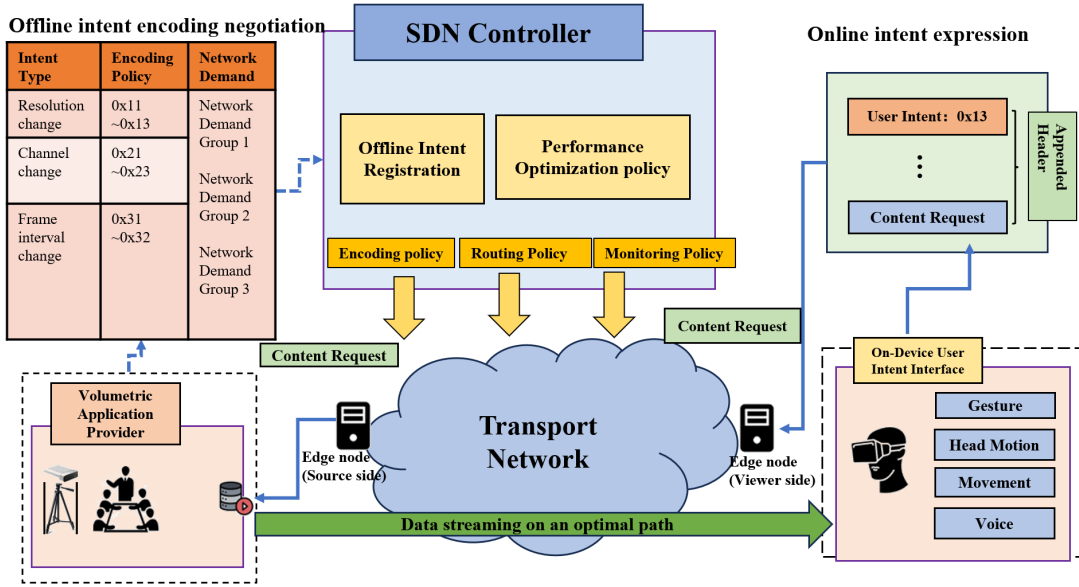 Offline intent encoding negotiation
Intent
Type
Encoding
Policy
Network
Demand
Resolution
change
0x11
~0x13
Channel
change
0x21
~0x23
Frame
interval
change
0x31
~0x32
Network
Demand
Group 1
Network
Demand
Group 2
Network
Demand
Group 3
SDN Controller
Offline Intent
Registration
Performance
Optimization policy
Encoding policy
Routing Policy
Monitoring Policy
Online intent expression
User Intent: 0x13
Content Request
Appended
Header
Content Request
Content Request
Volumetric
Application
Provider
Edge node
(Source side)
Transport
Network
Edge node
(Viewer side)
On-Device User
Intent Interface
Gesture
Head Motion
Movement
Voice
Data streaming on an optimal path